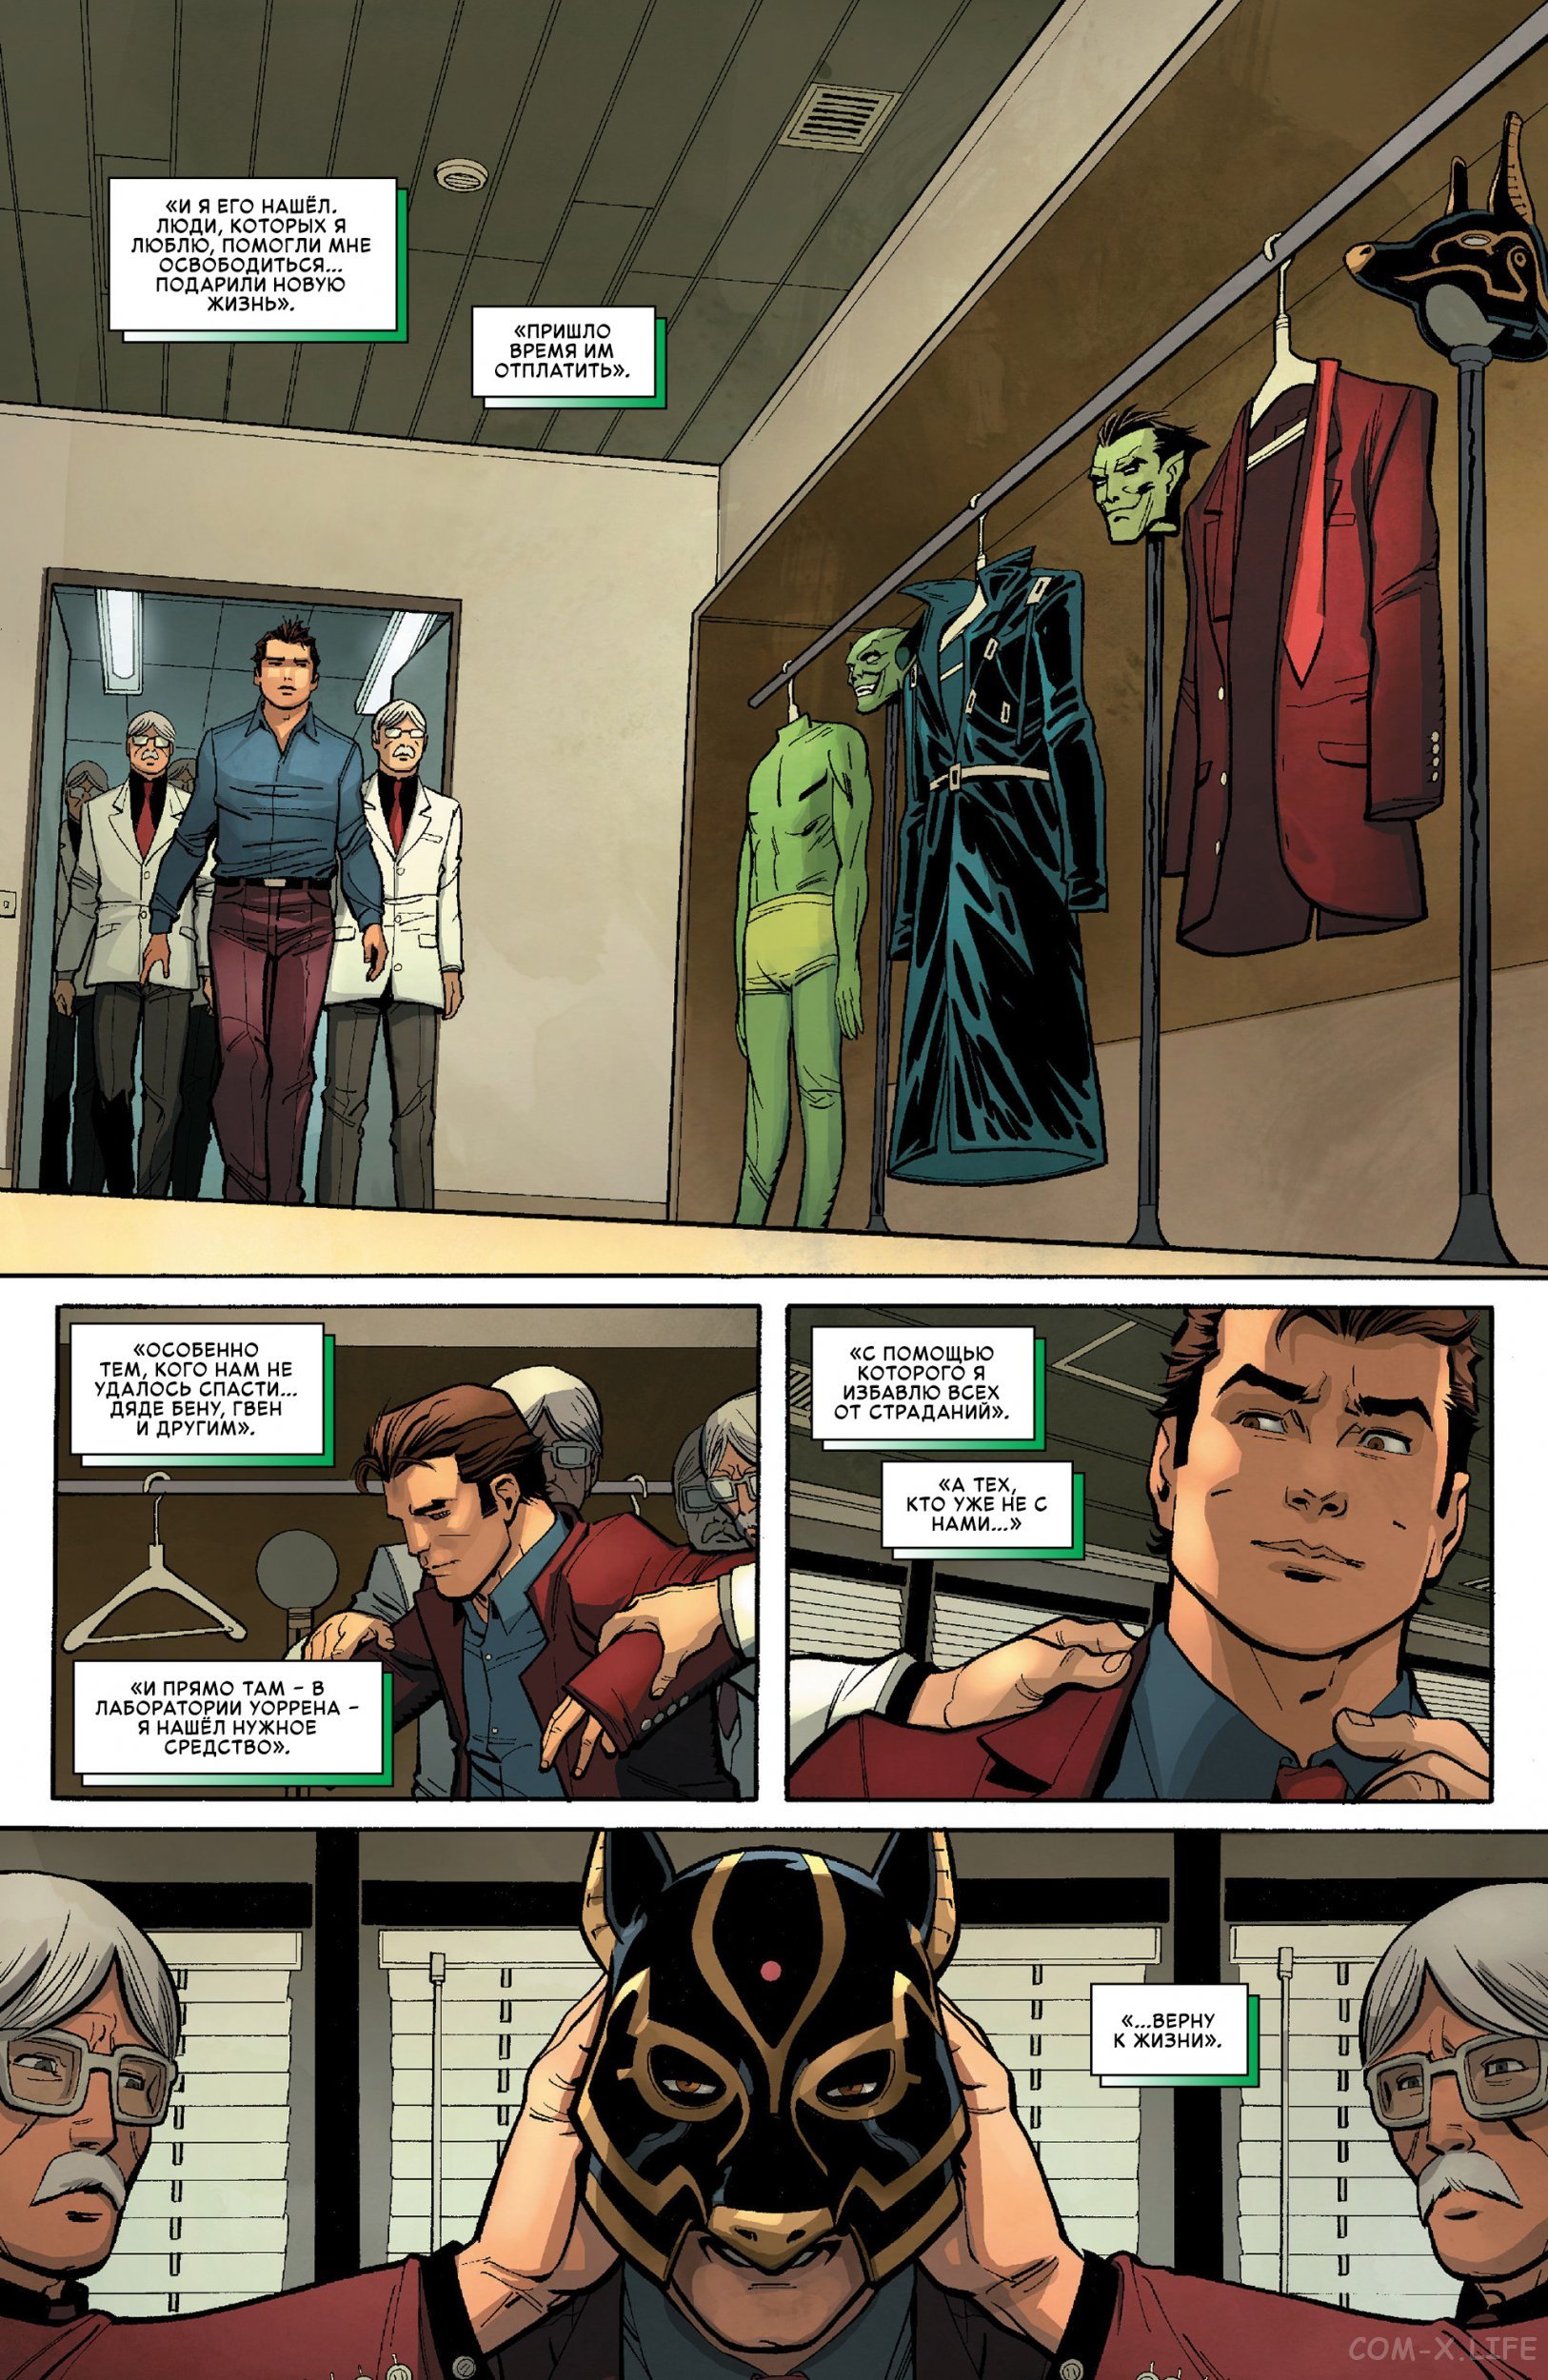 «И Я ЕГО НАШЁЛ.
ЛЮДИ, КОТОРЫХ Я
ЛЮБЛЮ, ПОМОГЛИ МНЕ
ОСВОБОДИТЬСЯ...
ПОДАРИЛИ НОВУЮ
ЖИЗНЬ».
«ПРИШЛО
ВРЕМЯ ИМ
ОТПЛАТИТЬ».
«ОСОБЕННО
ТЕМ, КОГО НАМ НЕ
УДАЛОСЬ СПАСТИ...
ДЯДЕ БЕНУ, ГВЕН
И ДРУГИМ».
«И ПРЯМО ТАМ – В
ЛАБОРАТОРИИ УОРРЕНА –
Я НАШЁЛ НУЖНОЕ
СРЕДСТВО».
«С ПОМОЩЬЮ
КОТОРОГО Я
ИЗБАВЛЮ ВСЕХ
ОТ СТРАДАНИЙ».
«А ТЕХ,
КТО УЖЕ НЕ С
НАМИ...»
«...ВЕРНУ
К ЖИЗНИ».
COM-X.LIFE